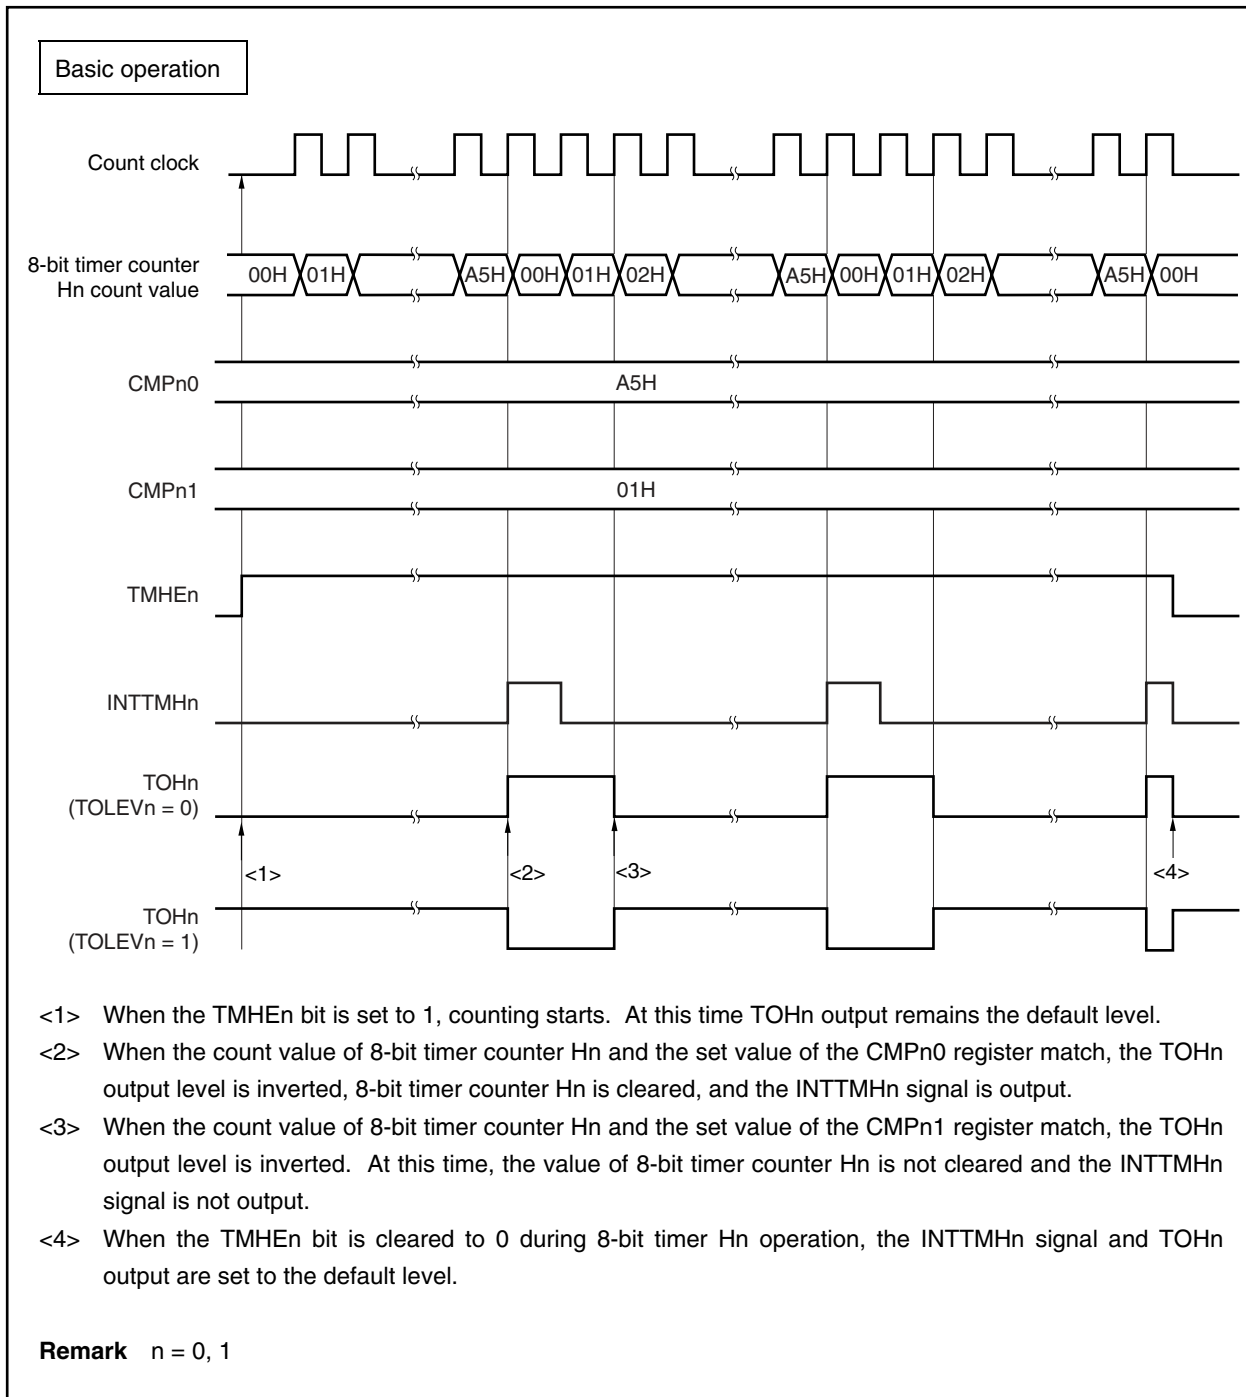 Basic operation
Count clock
8-bit timer counter
Hn count value
00H 01H A5H 00H 01H 02H A5H 00H 01H 02H A5H 00H
CMPn0
A5H
CMPn1
01H
TMHEn
INTTMHn
TOHn
(TOLEVn = 0)
<1> <2> <3> <4>
TOHn
(TOLEVn = 1)
<1> When the TMHEn bit is set to 1, counting starts. At this time TOHn output remains the default level.
<2> When the count value of 8-bit timer counter Hn and the set value of the CMPn0 register match, the TOHn
output level is inverted, 8-bit timer counter Hn is cleared, and the INTTMHn signal is output.
<3> When the count value of 8-bit timer counter Hn and the set value of the CMPn1 register match, the TOHn
output level is inverted. At this time, the value of 8-bit timer counter Hn is not cleared and the INTTMHn
signal is not output.
<4> When the TMHEn bit is cleared to 0 during 8-bit timer Hn operation, the INTTMHn signal and TOHn
output are set to the default level.
Remark n = 0, 1